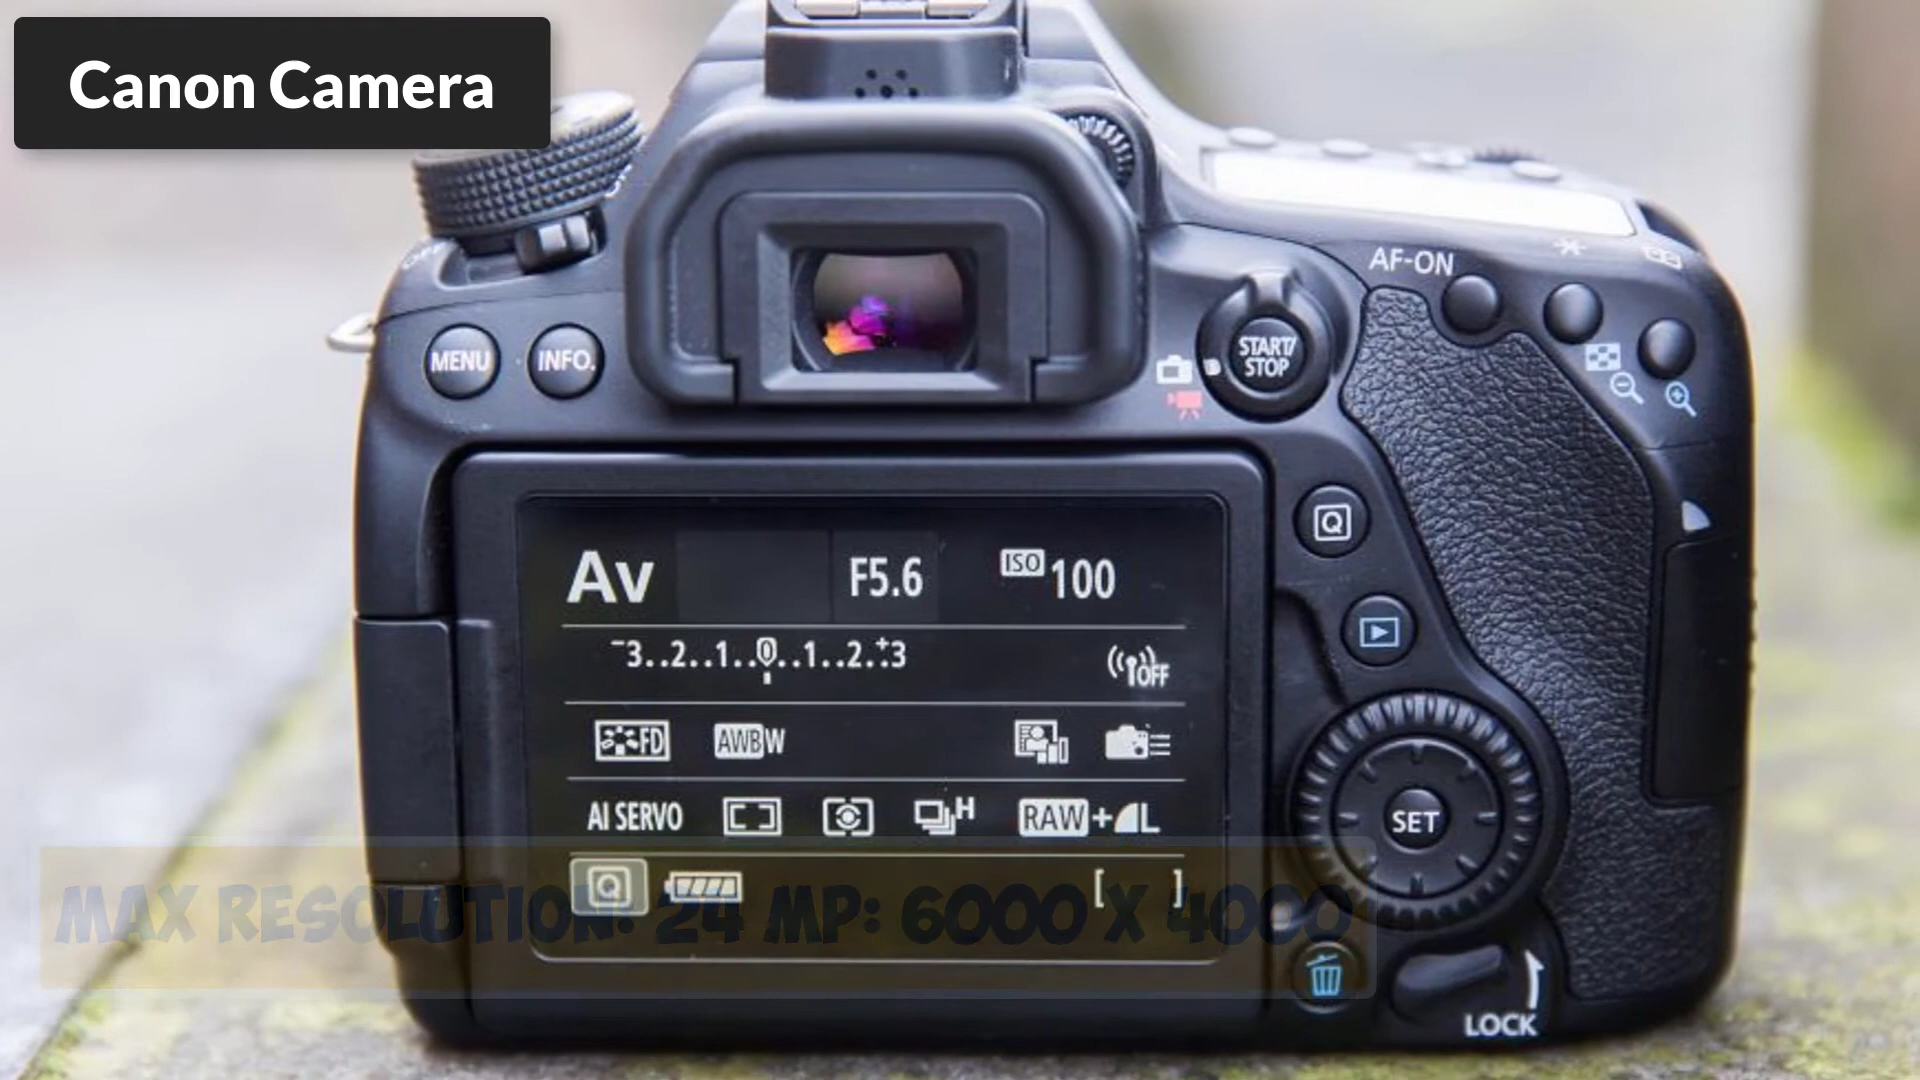 Canon Camera
OFF
AF-ON
MENU
INFO.
START/
STOP
Q
Av F5.6 ISO 100
-3..2..1..0..1..2..+3
((T)) OFF
FD AWB W
AI SERVO H RAW+L
Q [ ]
SET
MAX RESOLUTION: 24 MP: 6000 X 4000
LOCK